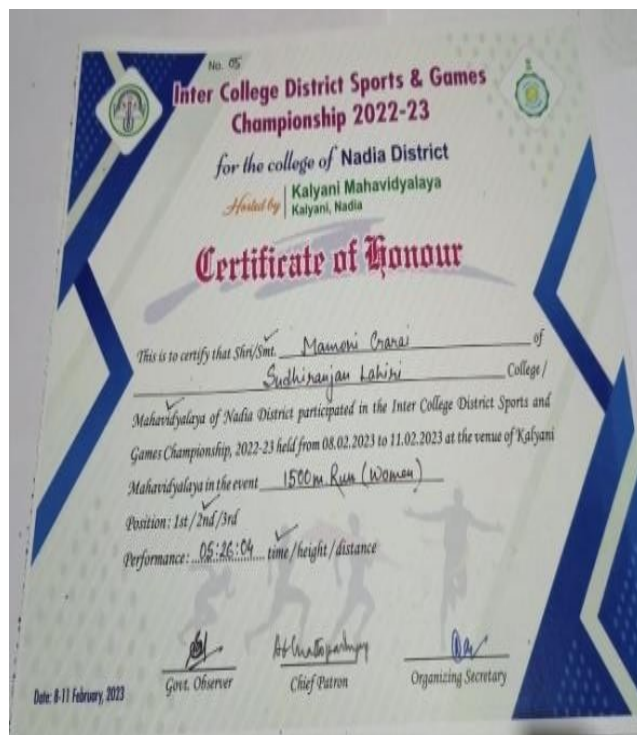 No. 05
Inter College District Sports & Games
Championship 2022-23
for the college of Nadia District
Hosted by Kalyani Mahavidyalaya
Kalyani, Nadia
Certificate of Honour
This is to certify that Shri/Smt. Mamoni Garai of
Sudhiranjan Lahiri College/
Mahavidyalaya of Nadia District participated in the Inter College District Sports and
Games Championship, 2022-23 held from 08.02.2023 to 11.02.2023 at the venue of Kalyani
Mahavidyalaya in the event 1500m Run (Women)
Position: 1st/2nd/3rd
Performance: 05:26:04 time/height/distance
Govt. Observer
Chief Patron
Organizing Secretary
Date: 8-11 February, 2023